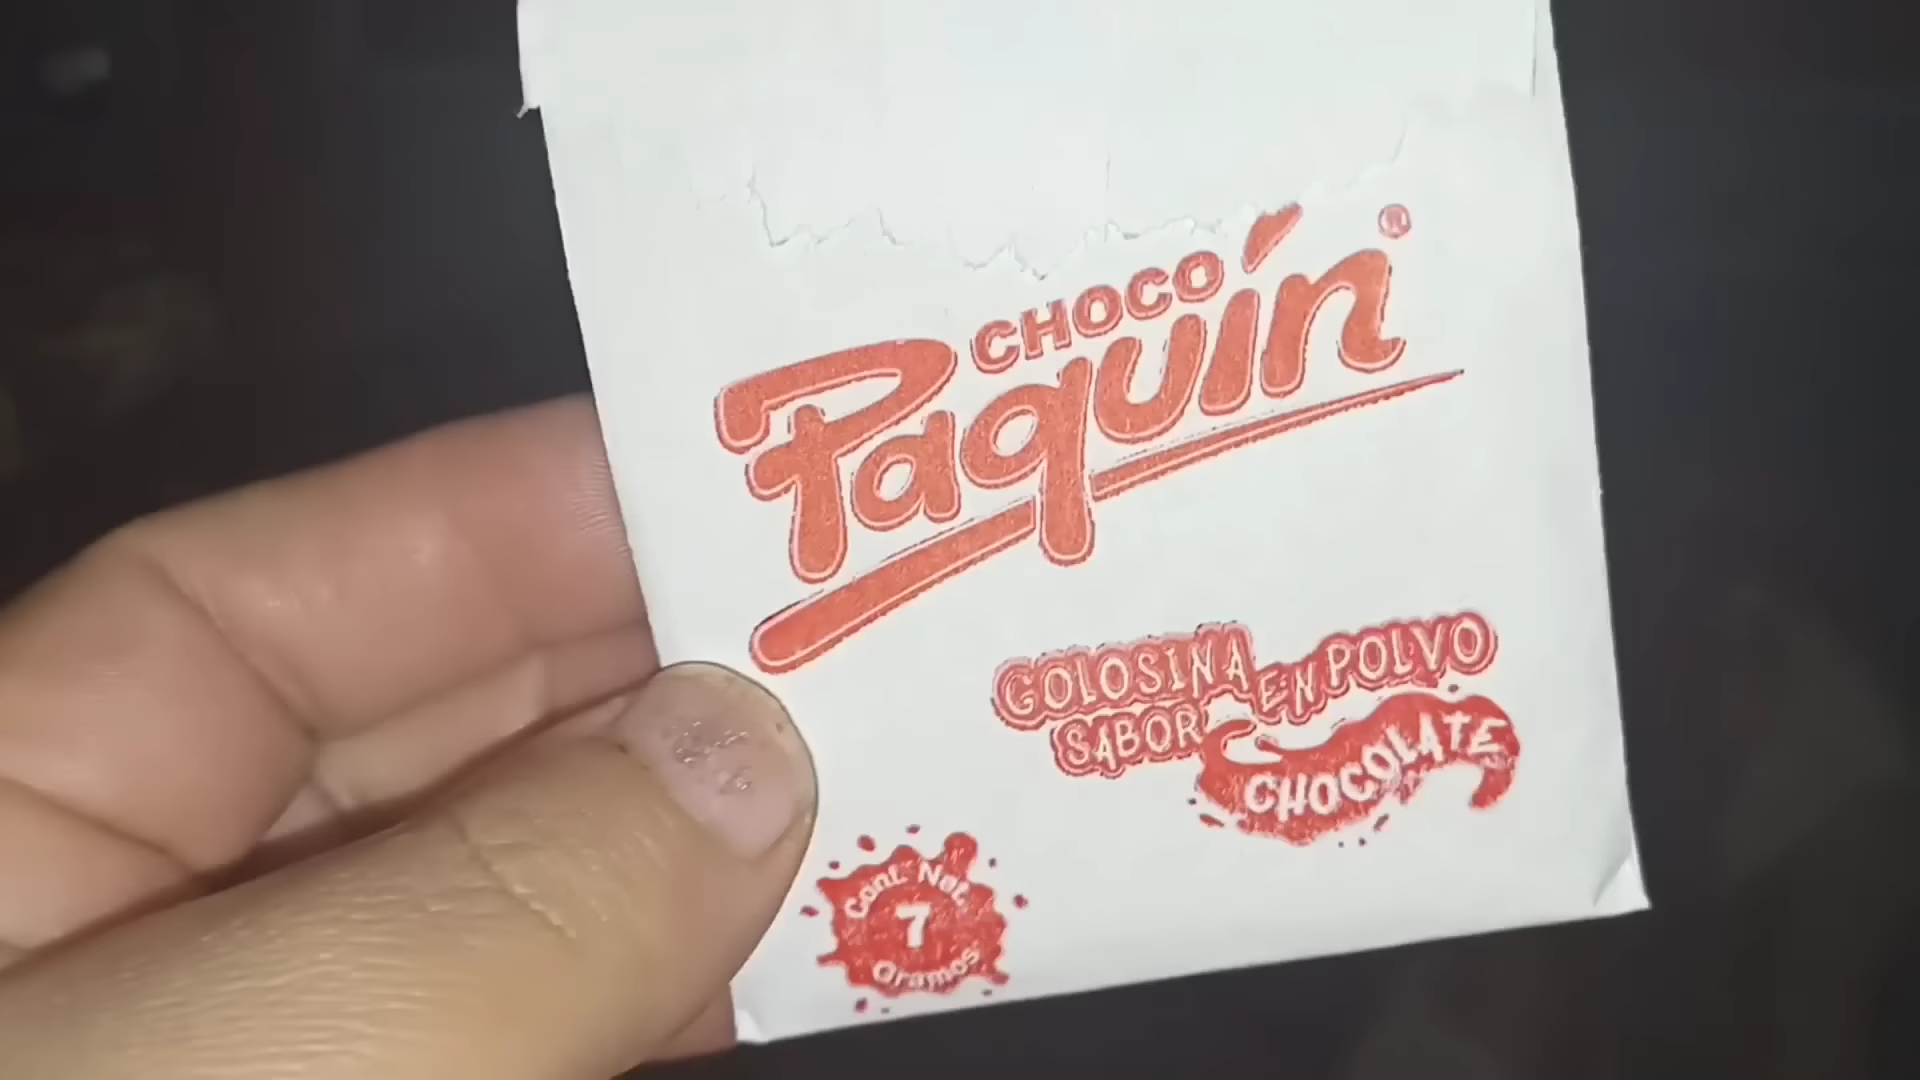 CHOCO
Paquín®
GOLOSINA EN POLVO
SABOR CHOCOLATE
Cont. Net.
7
Gramos